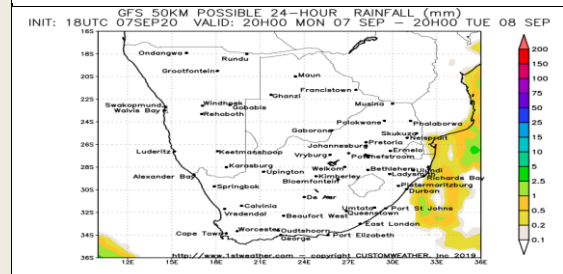 GFS 50KM POSSIBLE 24-HOUR RAINFALL (mm)
INIT: 18UTC 07SEP20 VALID: 20H00 MON 07 SEP - 20H00 TUE 08 SEP
16S
Ondangwa
Rundu
200
18S
Grootfontein
150
20S
Maun
100
Francistown
Ghanzi
75
22S
Swakopmund
Windhoek
Gobabis
Musina
50
Walvis Bay
Rehoboth
24S
Polokwane
Phalaborwa
25
Gaborone
Skukuza
Nelspruit
15
26S
Johannesburg
Pretoria
Luderitz
Keetmanshoop
Vryburg
Potchefstroom
Ermelo
10
28S
Karasburg
Welkom
Bethlehem
Ulundi
5
Alexander Bay
Upington
Kimberley
Ladysmith
Richards Bay
Bloemfontein
30S
Springbok
Pietermaritzburg
2.5
De Aar
Durban
1
32S
Calvinia
Umtata
Port St Johns
0.5
Vredendal
Beaufort West
Queenstown
East London
0.2
34S
Cape Town
Worcester
Oudtshoorn
George
Port Elizabeth
0.1
http://www.1stweather.com - copyright CUSTOMWEATHER, Inc 2019
36S
12E 15E 18E 21E 24E 27E 30E 33E 36E